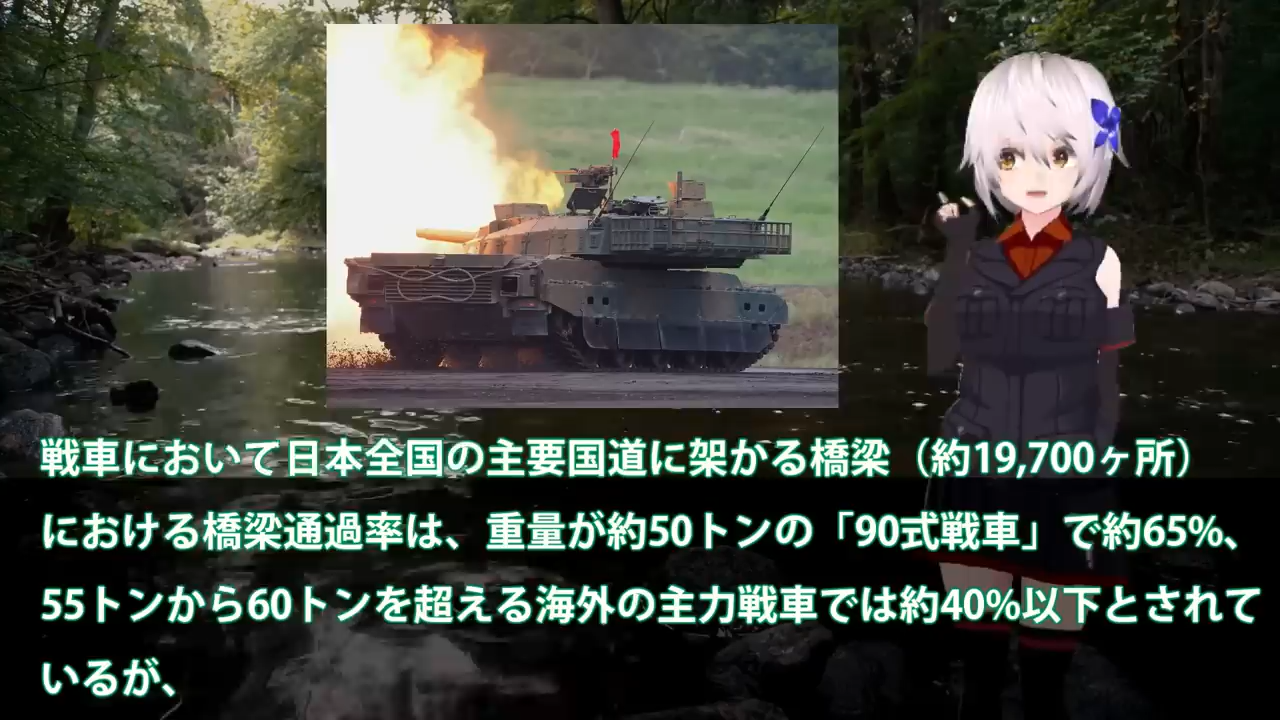 戦車において日本全国の主要国道に架かる橋梁（約19,700ヶ所）
における橋梁通過率は、重量が約50トンの「90式戦車」で約65%、
55トンから60トンを超える海外の主力戦車では約40%以下とされて
いるが、